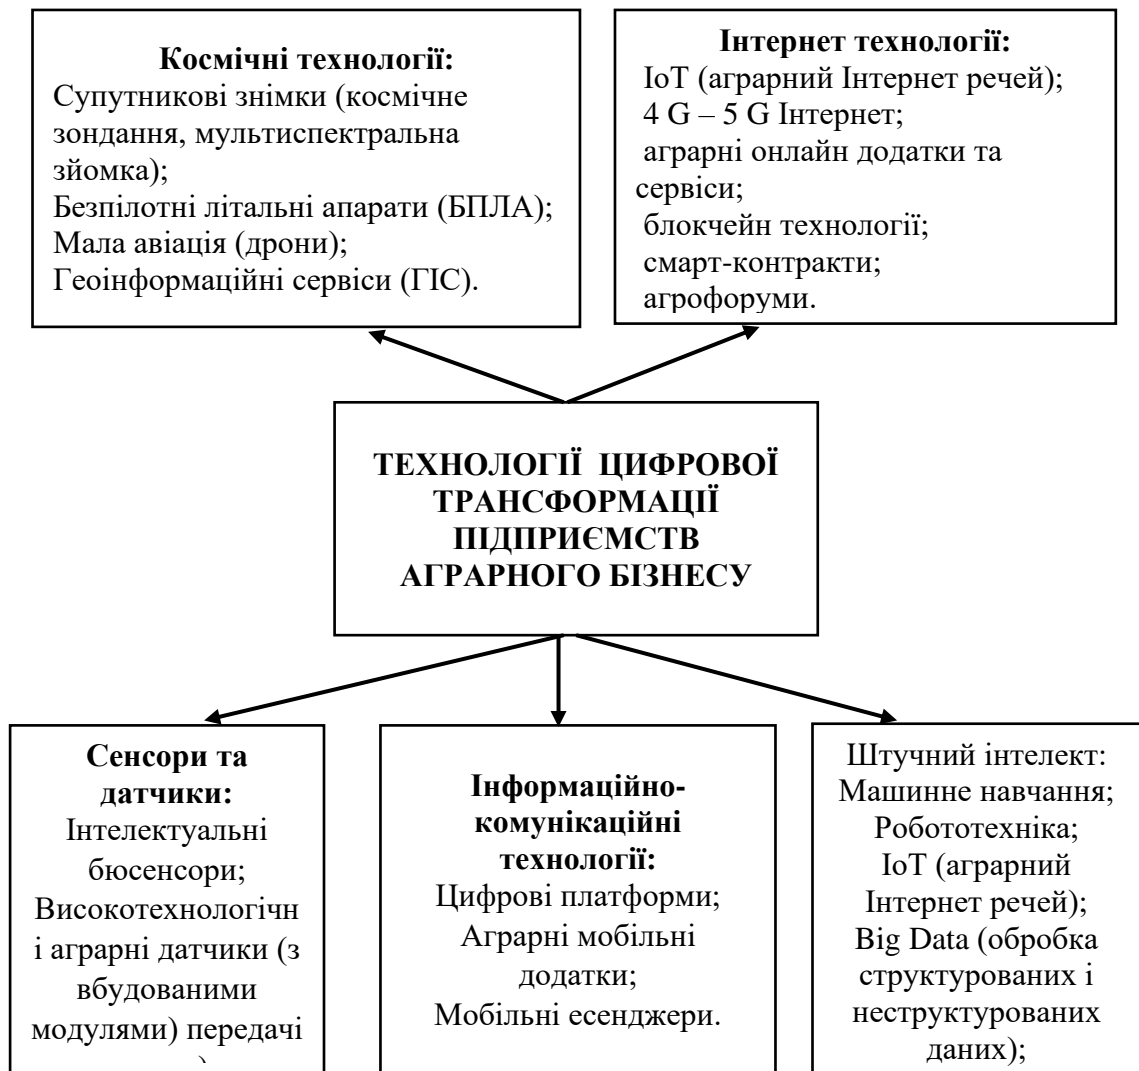 Космічні технології:
Супутникові знімки (космічне
зондання, мультиспектральна
зйомка);
Безпілотні літальні апарати (БПЛА);
Мала авіація (дрони);
Геоінформаційні сервіси (ГІС).
Інтернет технології:
IoT (аграрний Інтернет речей);
4 G – 5 G Інтернет;
аграрні онлайн додатки та
сервіси;
блокчейн технології;
смарт-контракти;
агрофоруми.
ТЕХНОЛОГІЇ ЦИФРОВОЇ
ТРАНСФОРМАЦІЇ
ПІДПРИЄМСТВ
АГРАРНОГО БІЗНЕСУ
Сенсори та
датчики:
Інтелектуальні
бюсенсори;
Високотехнологічн
і аграрні датчики (з
вбудованими
модулями) передачі
Інформаційно-
комунікаційні
технології:
Цифрові платформи;
Аграрні мобільні
додатки;
Мобільні есенджери.
Штучний інтелект:
Машинне навчання;
Робототехніка;
IoT (аграрний
Інтернет речей);
Big Data (обробка
структурованих і
неструктурованих
даних);